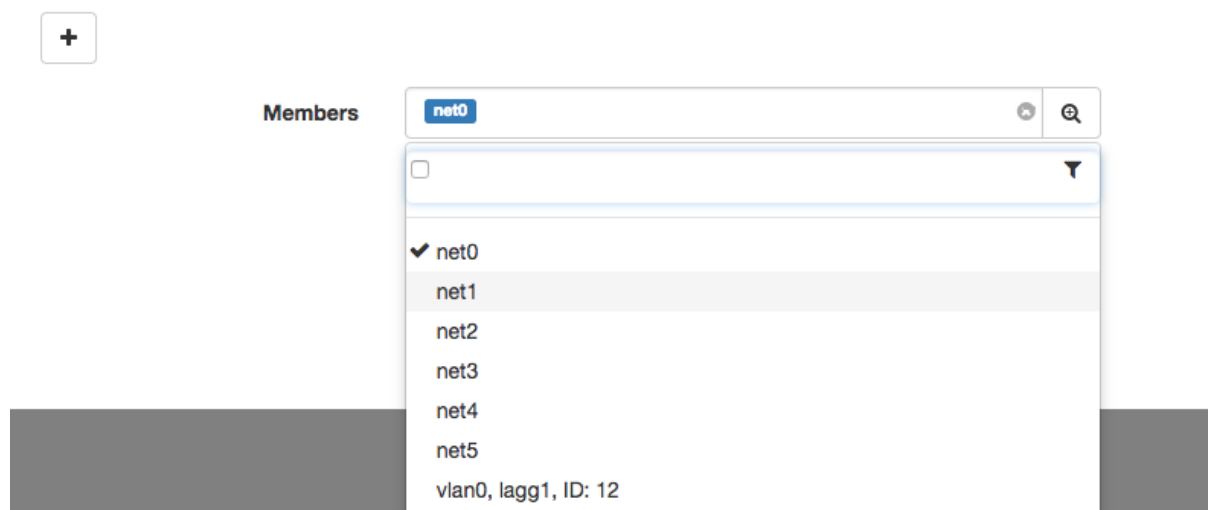 Members
net0
net0
net1
net2
net3
net4
net5
vlan0, lagg1, ID: 12